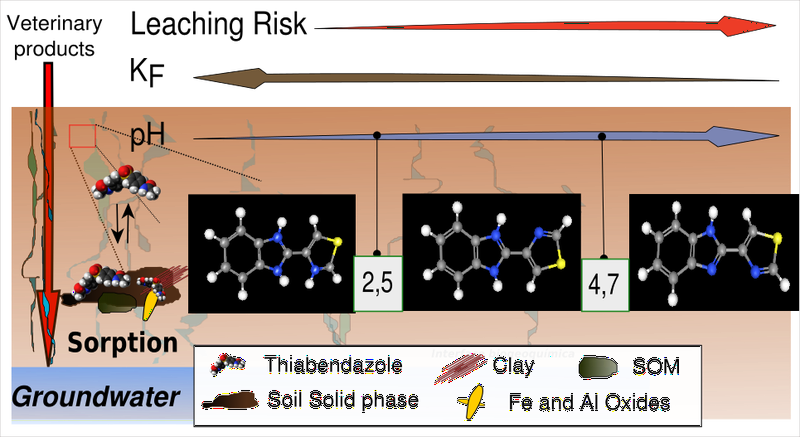 Veterinary
products
Leaching Risk
KF
pH
2,5
4,7
Sorption
Groundwater
Thiabendazole
Clay
SOM
Soil Solid phase
Fe and Al Oxides